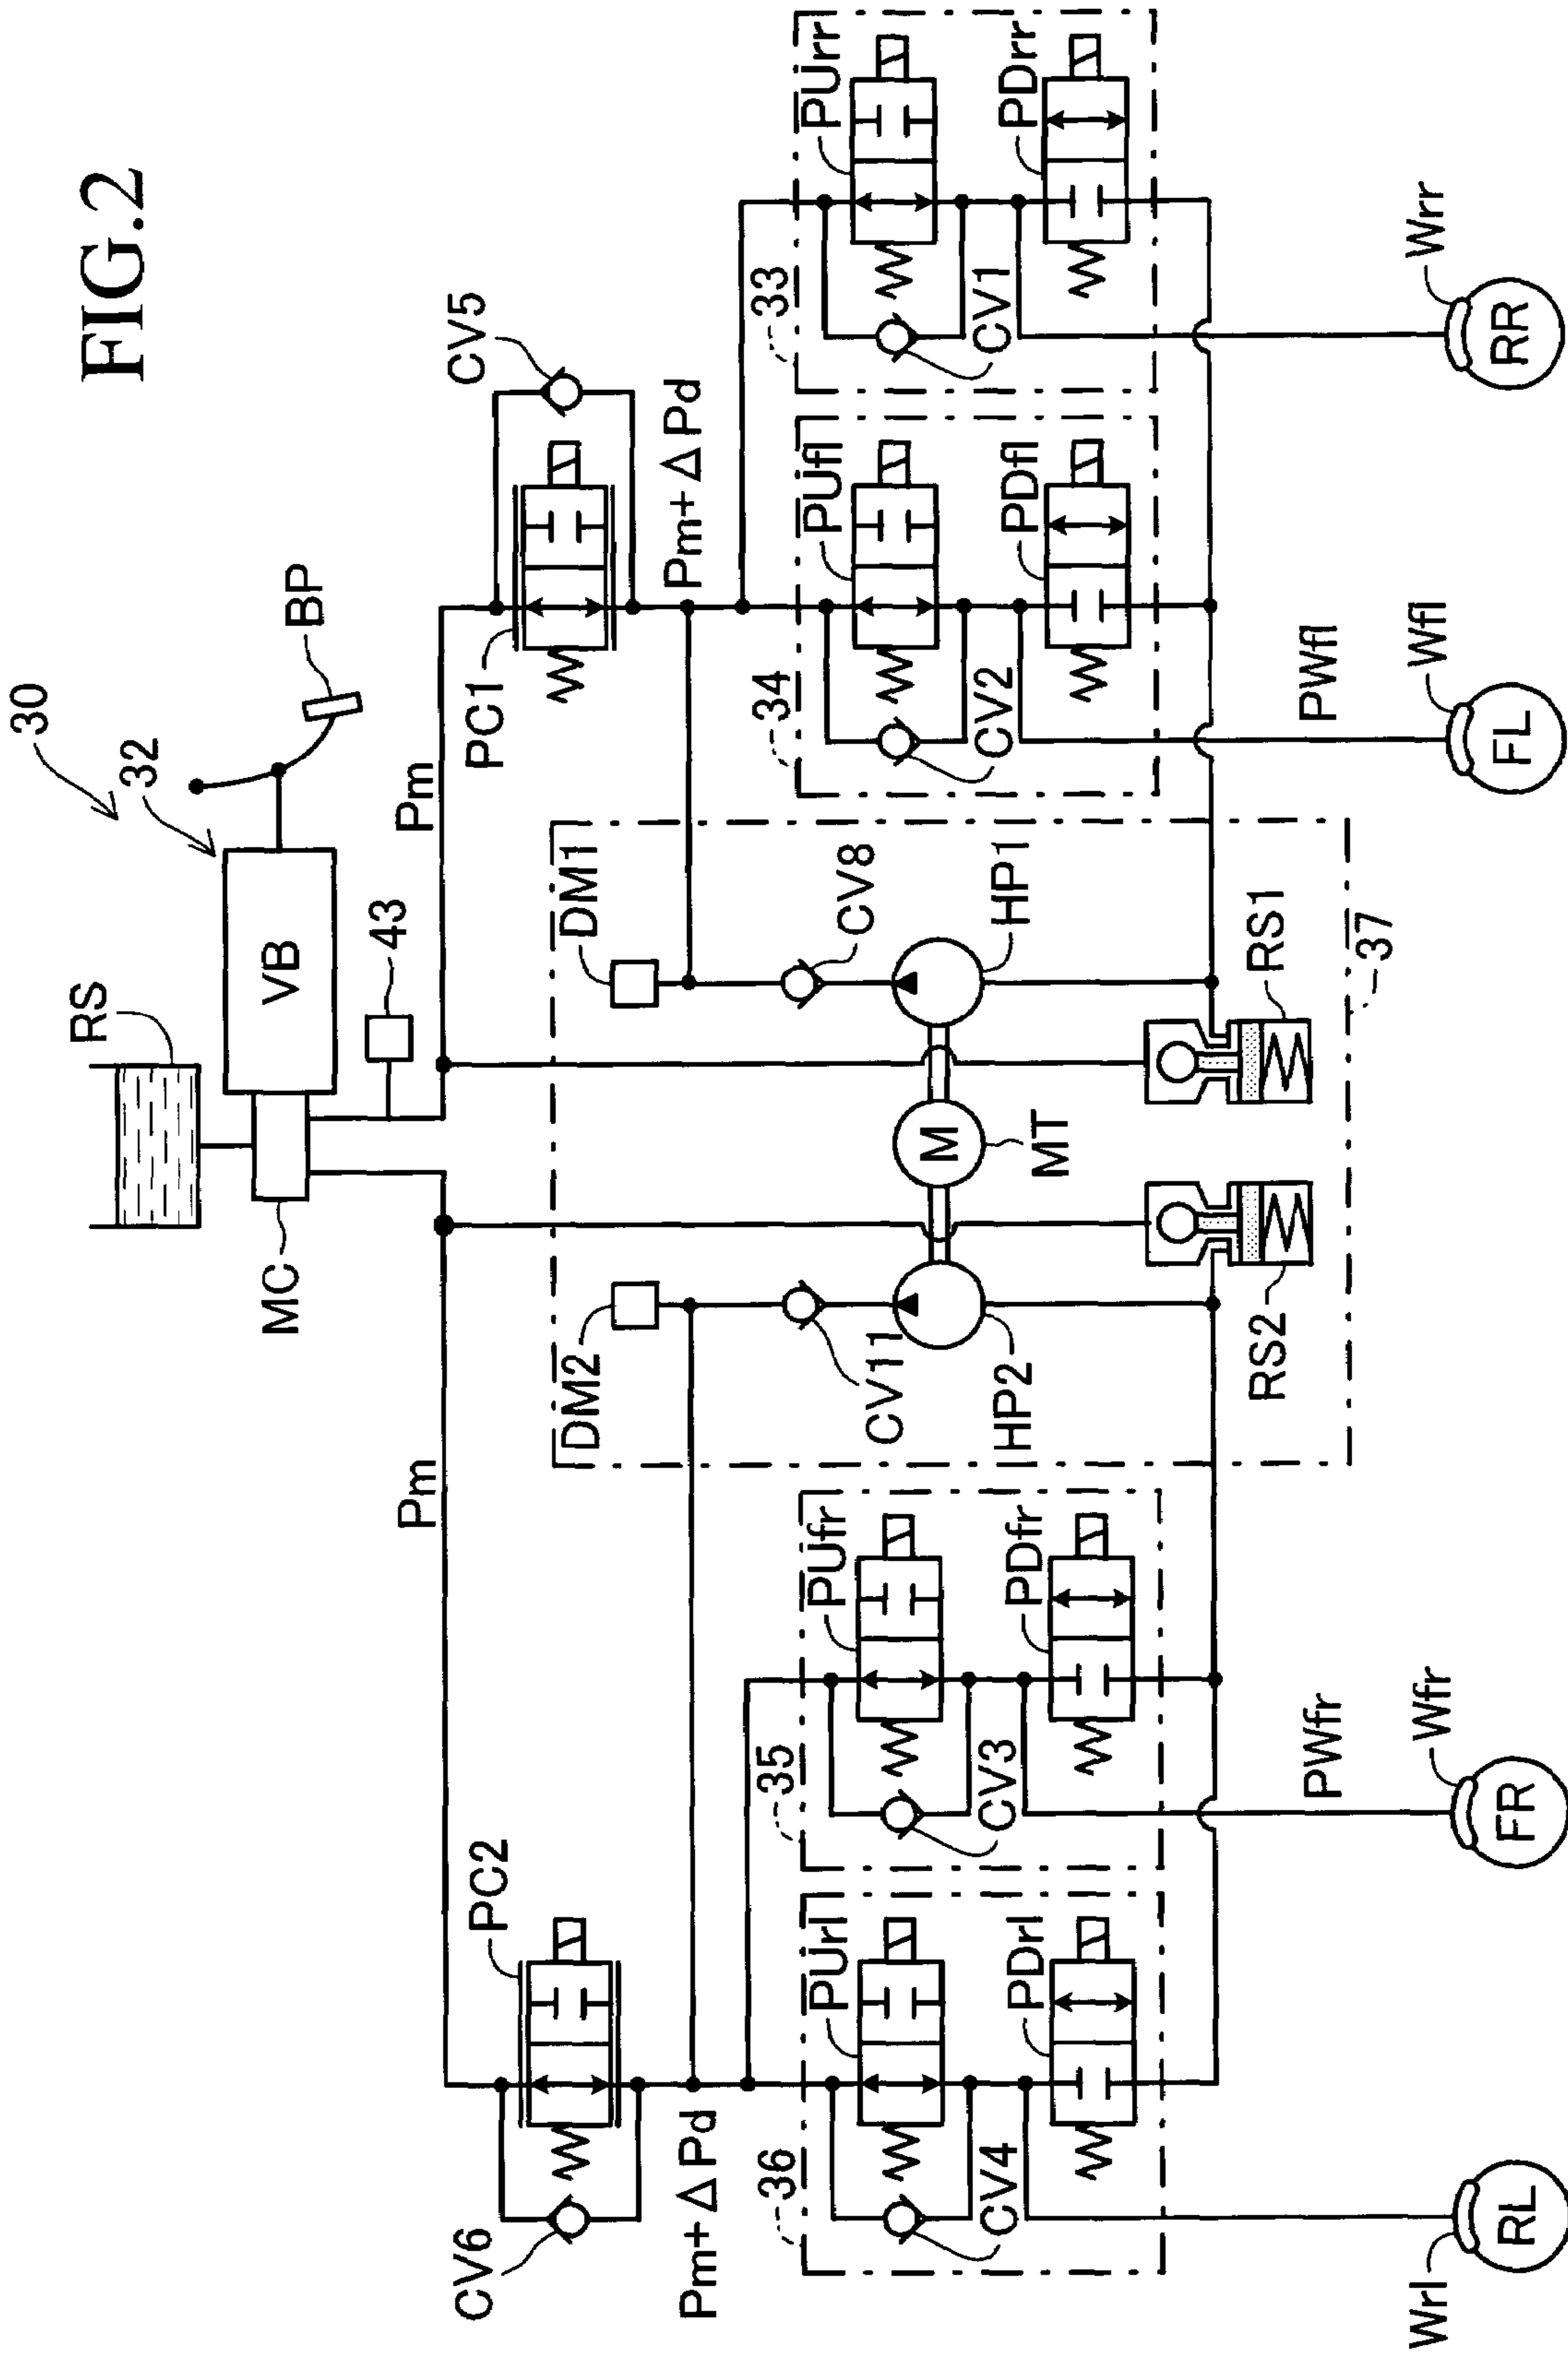 FIG.2
30
32
BP
RS
VB
43
MC
Pm
Pm
PC2
CV6
PC1
CV5
Pm+ΔPd
Pm+ΔPd
DM2
DM1
CV11
CV8
HP2
HP1
M
MT
RS2
RS1
37
36
PUrl
CV4
PDrl
35
PUfr
CV3
PDfr
34
PUfl
CV2
PDfl
33
PUrr
CV1
PDrr
PWfr
PWfl
Wrl
Wfr
Wfl
Wrr
RL
FR
FL
RR